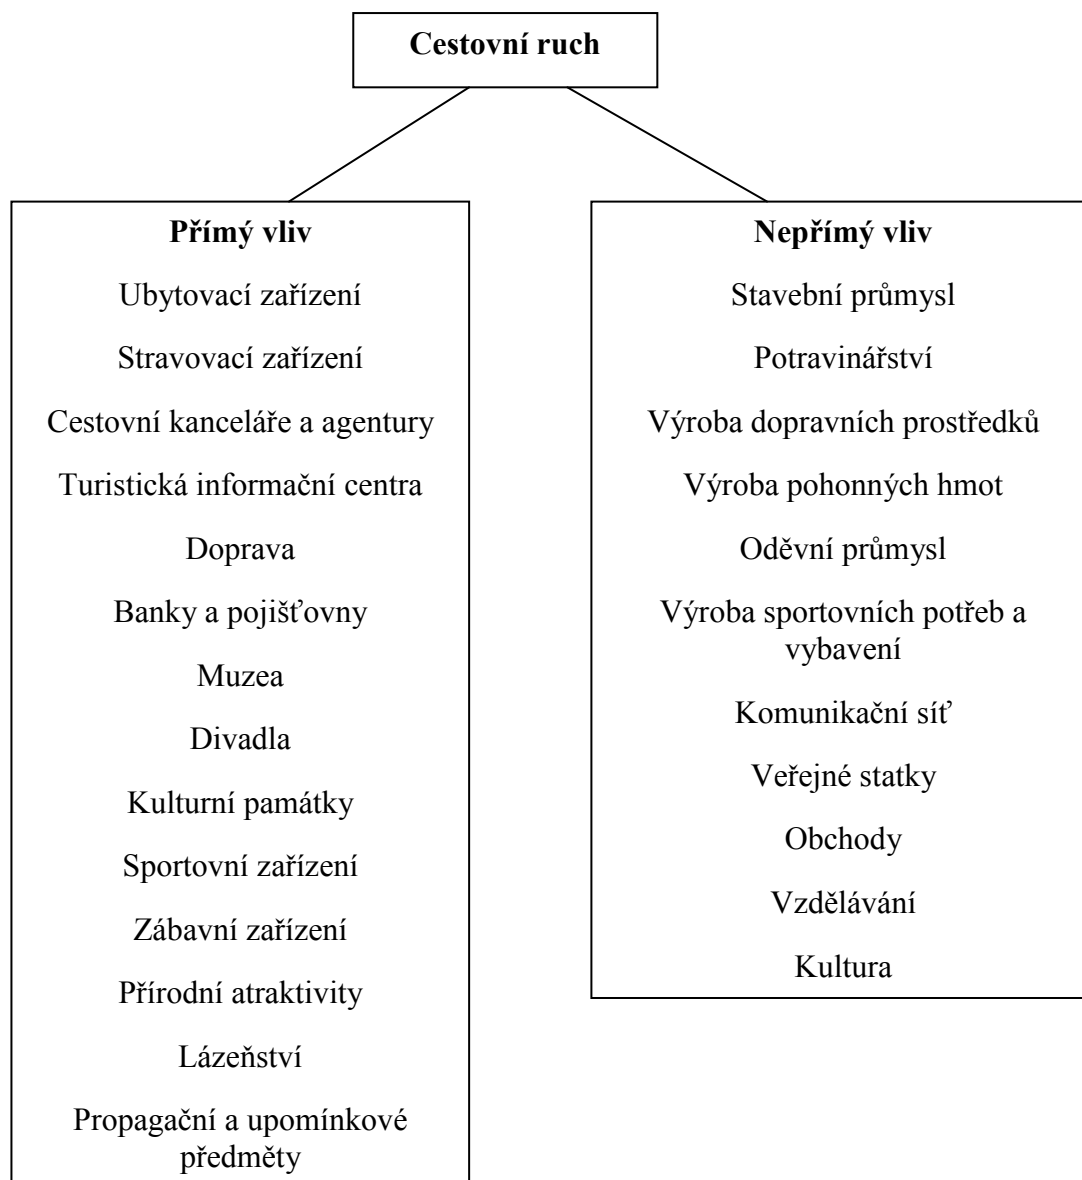 Cestovní ruch
Přímý vliv
Ubytovací zařízení
Stravovací zařízení
Cestovní kanceláře a agentury
Turistická informační centra
Doprava
Banky a pojišťovny
Muzea
Divadla
Kulturní památky
Sportovní zařízení
Zábavní zařízení
Přírodní atraktivity
Lázeňství
Propagační a upomínkové
předměty
Nepřímý vliv
Stavební průmysl
Potravinářství
Výroba dopravních prostředků
Výroba pohonných hmot
Oděvní průmysl
Výroba sportovních potřeb a
vybavení
Komunikační síť
Veřejné statky
Obchody
Vzdělávání
Kultura